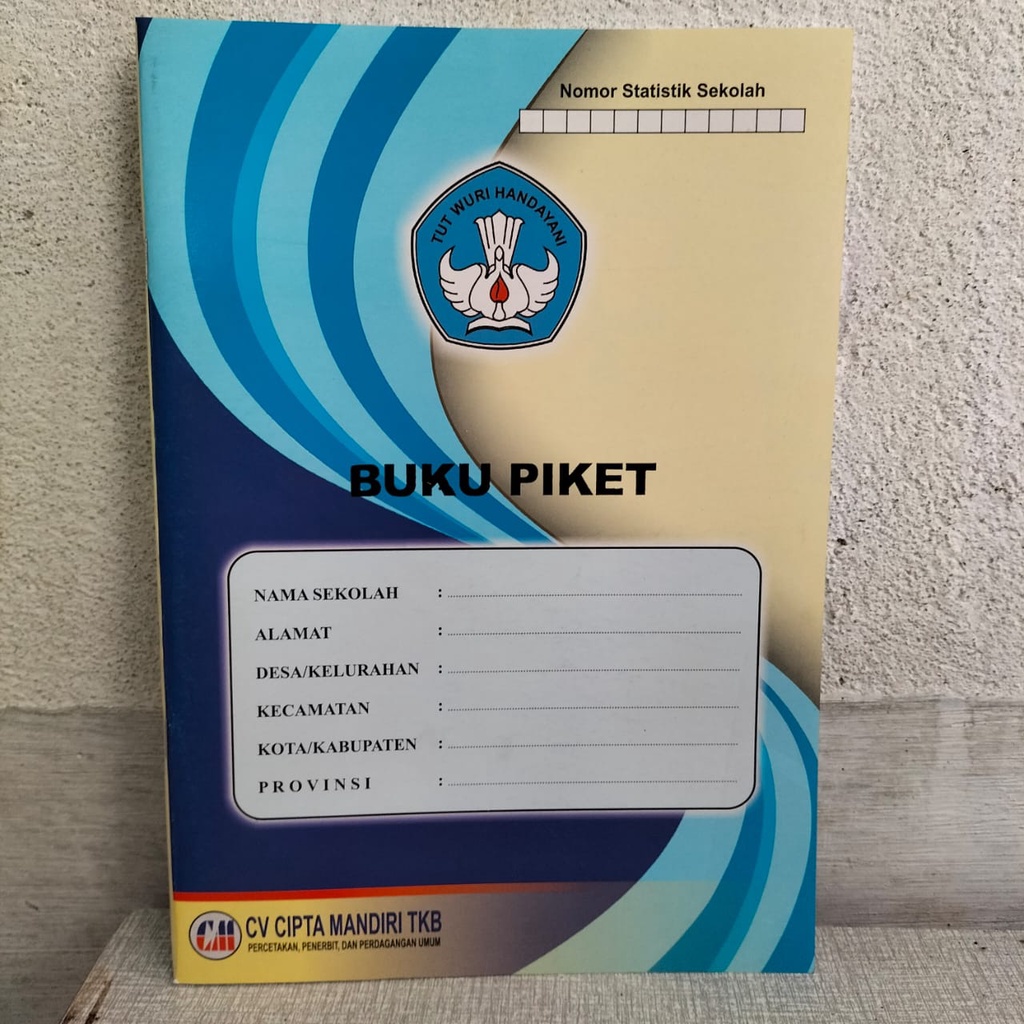 Nomor Statistik Sekolah
TUT WURI HANDAYANI
BUKU PIKET
NAMA SEKOLAH :
ALAMAT :
DESA/KELURAHAN :
KECAMATAN :
KOTA/KABUPATEN :
PROVINSI :
CM CV CIPTA MANDIRI TKB
PERCETAKAN, PENERBIT, DAN PERDAGANGAN UMUM